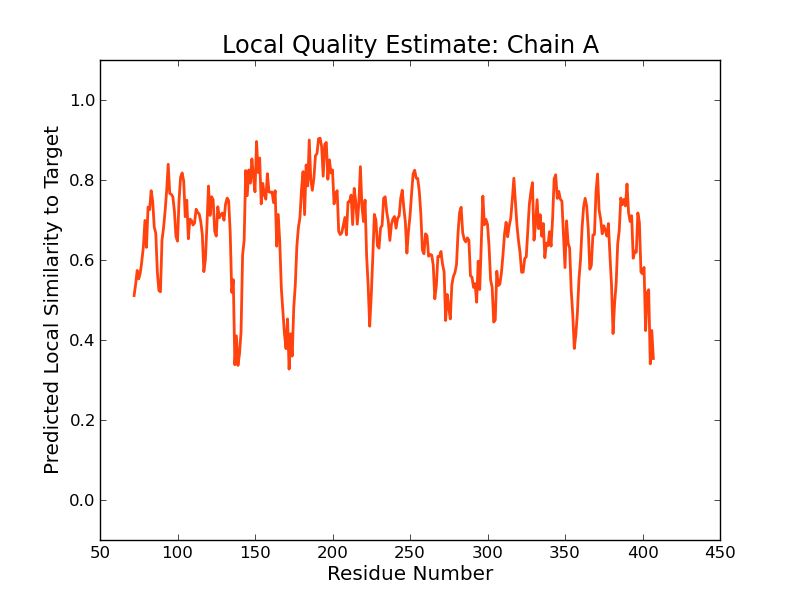 Local Quality Estimate: Chain A
Predicted Local Similarity to Target
1.0
0.8
0.6
0.4
0.2
0.0
50 100 150 200 250 300 350 400 450
Residue Number